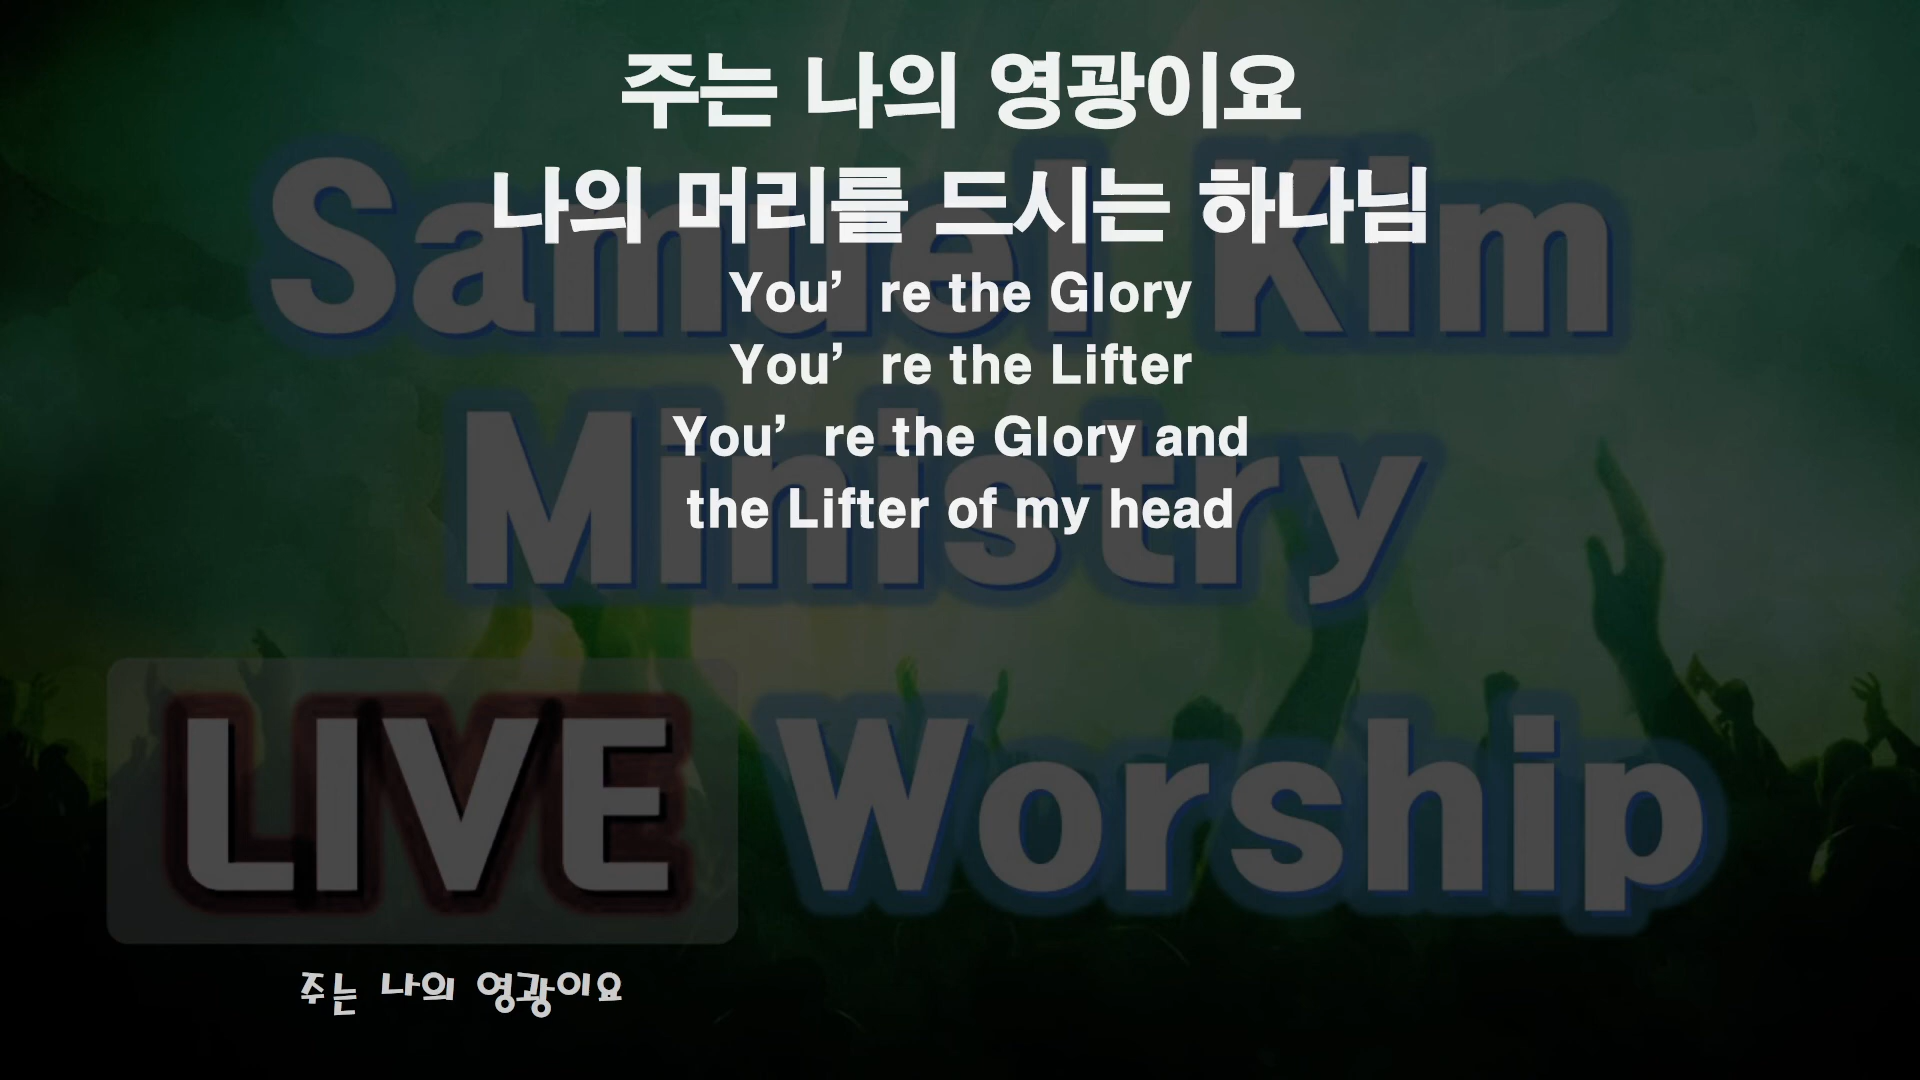 주는 나의 영광이요
나의 머리를 드시는 하나님
You’re the Glory
You’re the Lifter
You’re the Glory and
the Lifter of my head
Samuel Kim
Ministry
LIVE Worship
주는 나의 영광이요